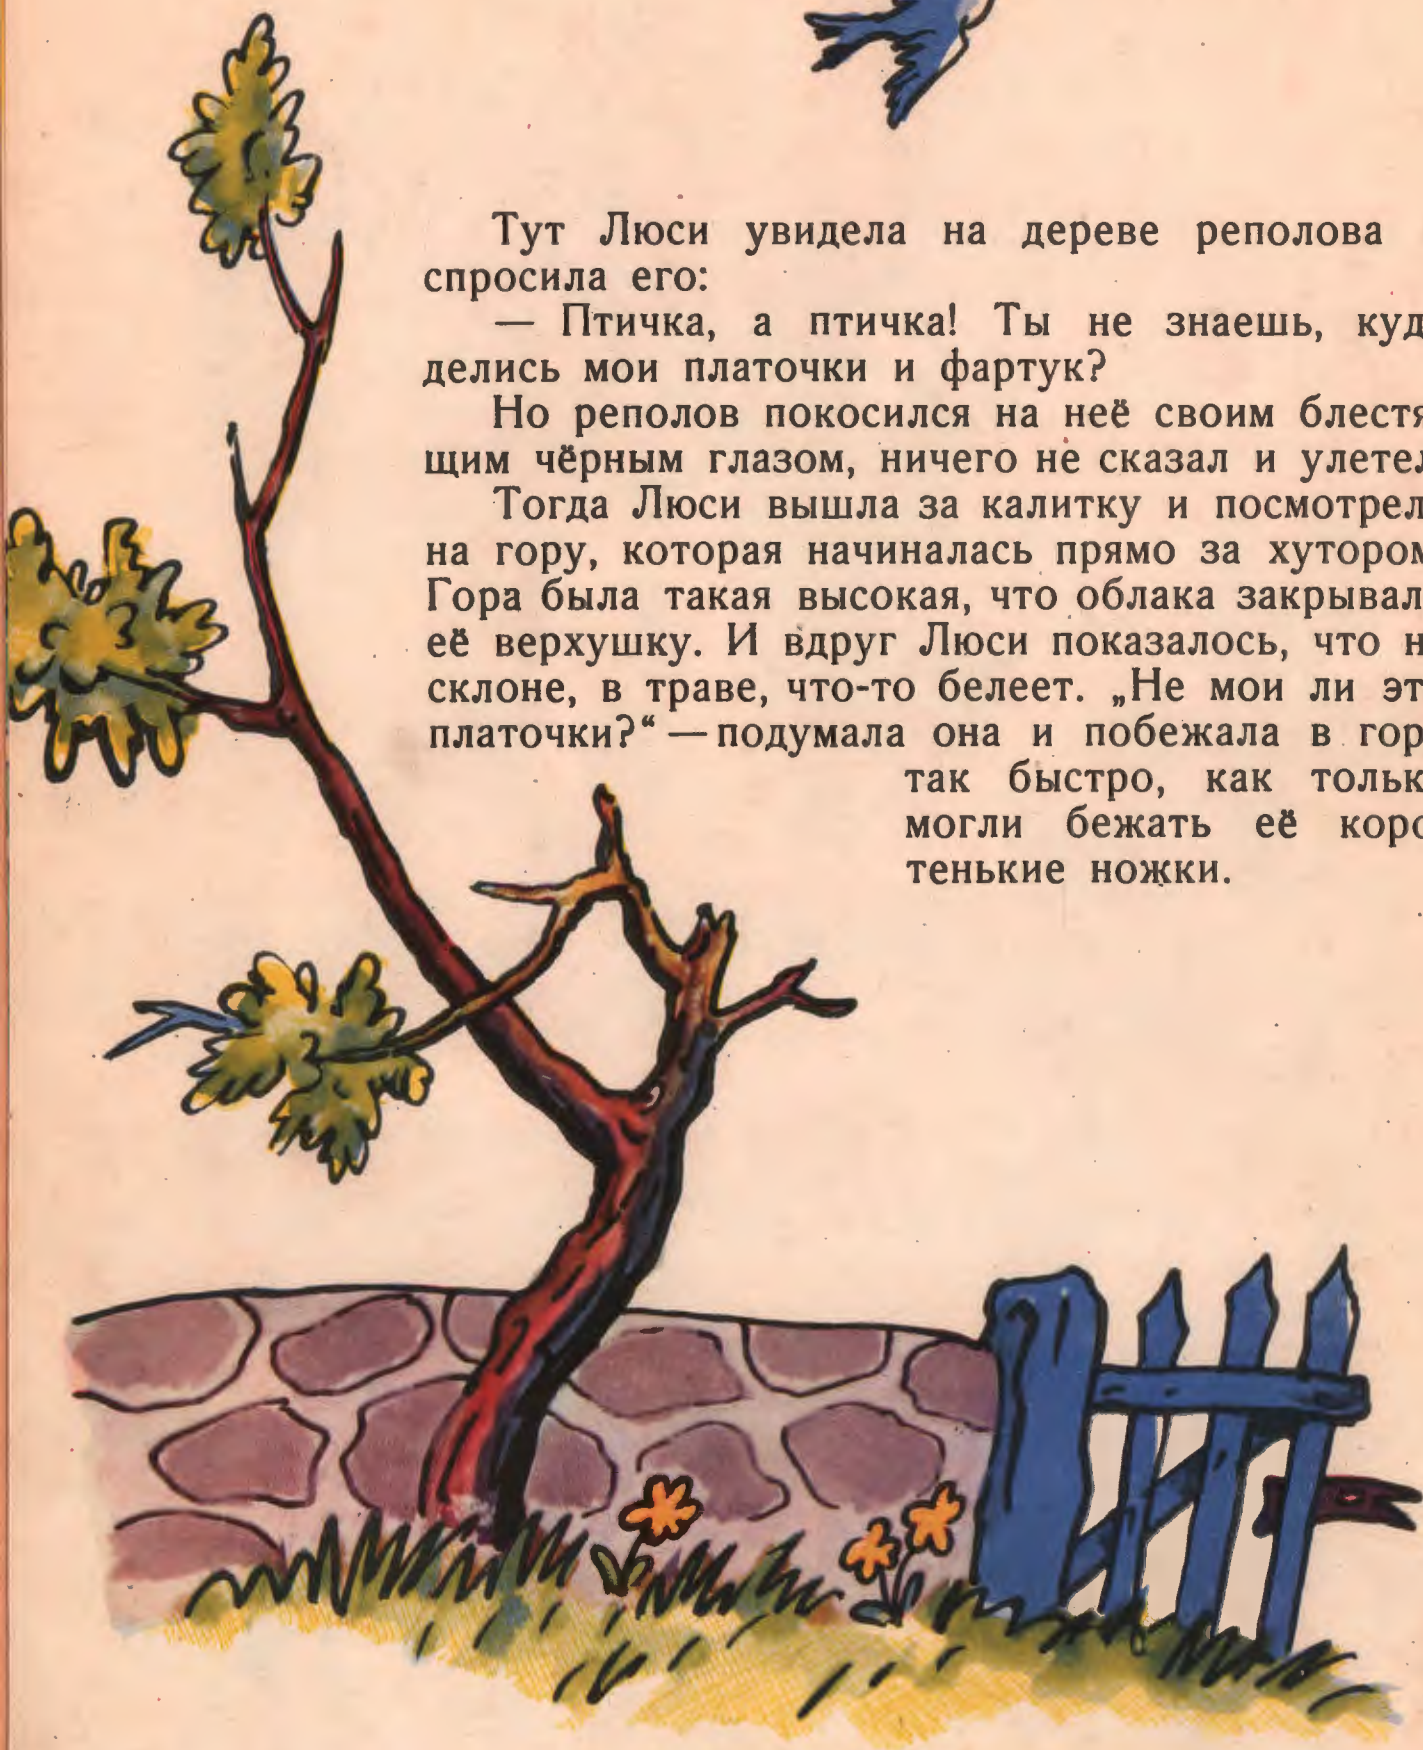 Тут Люси увидела на дереве реполова
спросила его:
— Птичка, а птичка! Ты не знаешь, куд
делись мои платочки и фартук?
Но реполов покосился на неё своим блестя
щим чёрным глазом, ничего не сказал и улетел
Тогда Люси вышла за калитку и посмотрел
на гору, которая начиналась прямо за хутором
Гора была такая высокая, что облака закрывал
её верхушку. И вдруг Люси показалось, что н
склоне, в траве, что-то белеет. „Не мои ли эт
платочки?“ — подумала она и побежала в гор
так быстро, как тольк
могли бежать её коро
тенькие ножки.